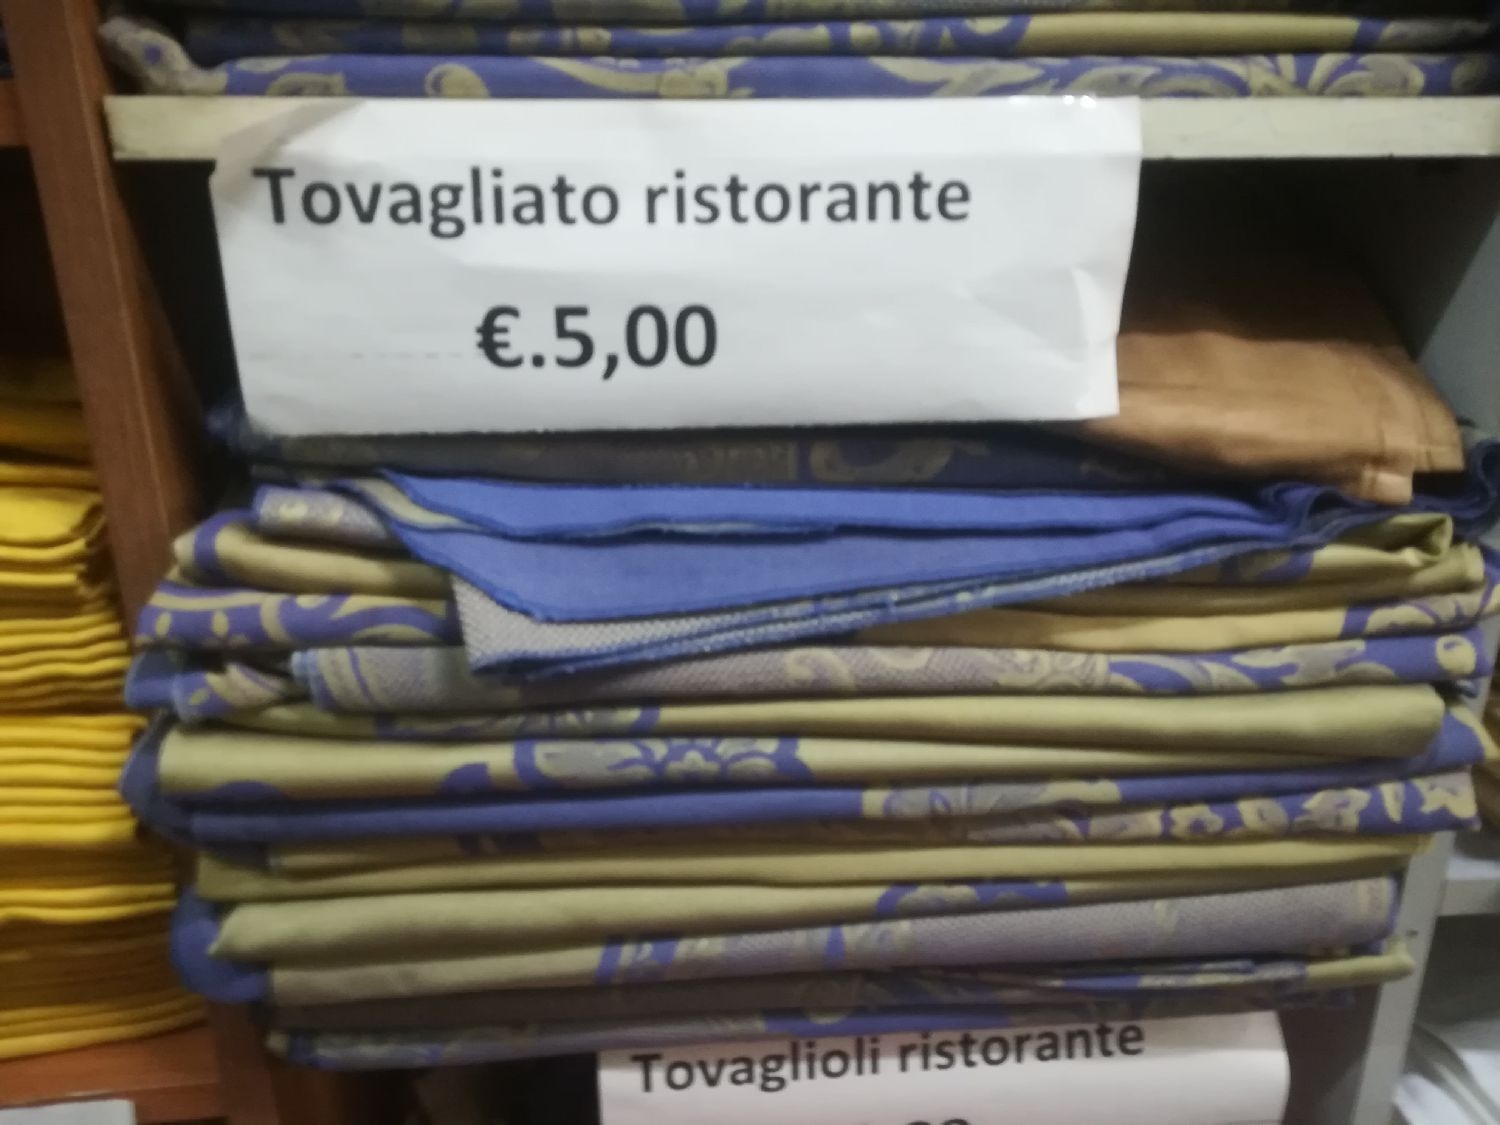 Tovagliato ristorante
€.5,00
Tovaglioli ristorante